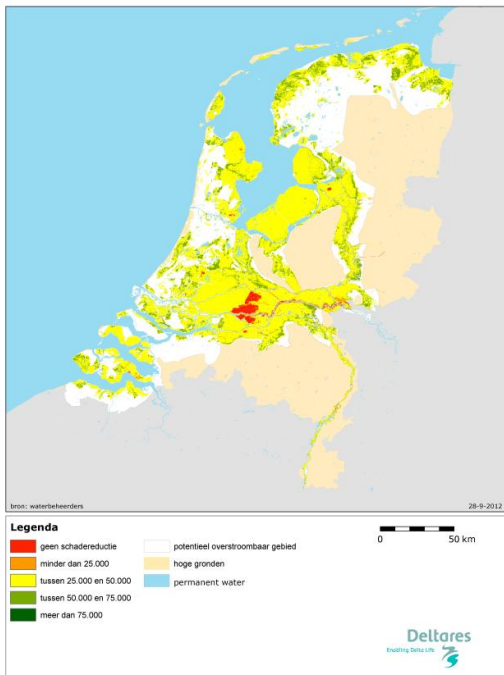 bron: waterbeheerders
28-9-2012
Legenda
geen schadereductie
minder dan 25.000
tussen 25.000 en 50.000
tussen 50.000 en 75.000
meer dan 75.000
potentieel overstroombaar gebied
hoge gronden
permanent water
0 50 km
Deltares
Enabling Delta Life